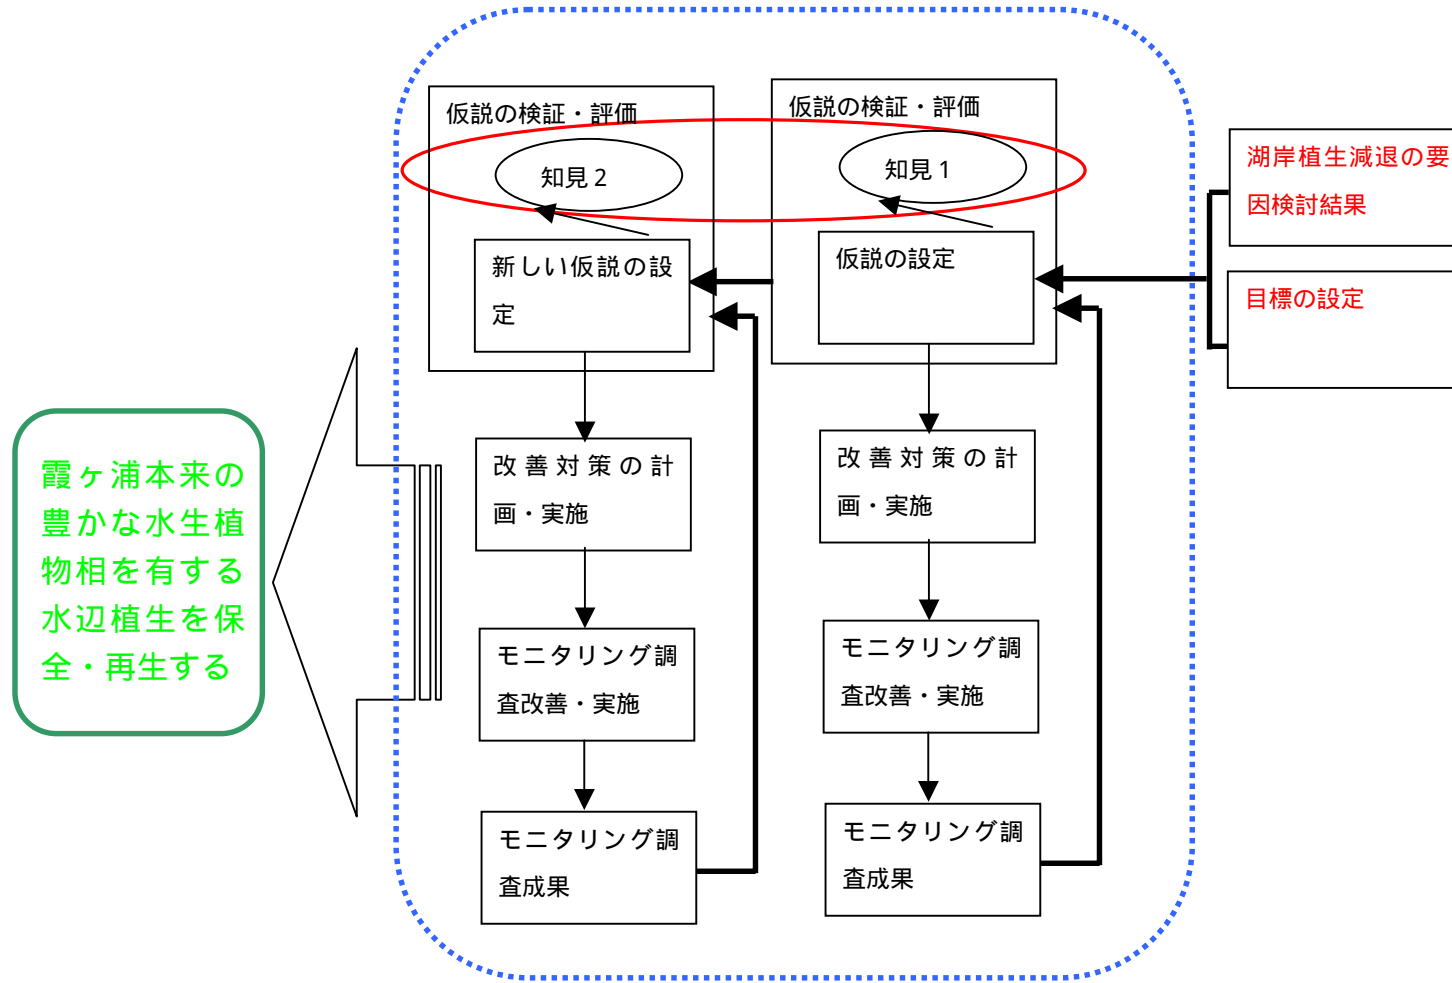 仮説の検証・評価
知見 2
新しい仮説の設
定
改善対策の計
画・実施
モニタリング調
査改善・実施
モニタリング調
査成果
仮説の検証・評価
知見 1
仮説の設定
改善対策の計
画・実施
モニタリング調
査改善・実施
モニタリング調
査成果
湖岸植生減退の要
因検討結果
目標の設定
霞ヶ浦本来の
豊かな水生植
物相を有する
水辺植生を保
全・再生する